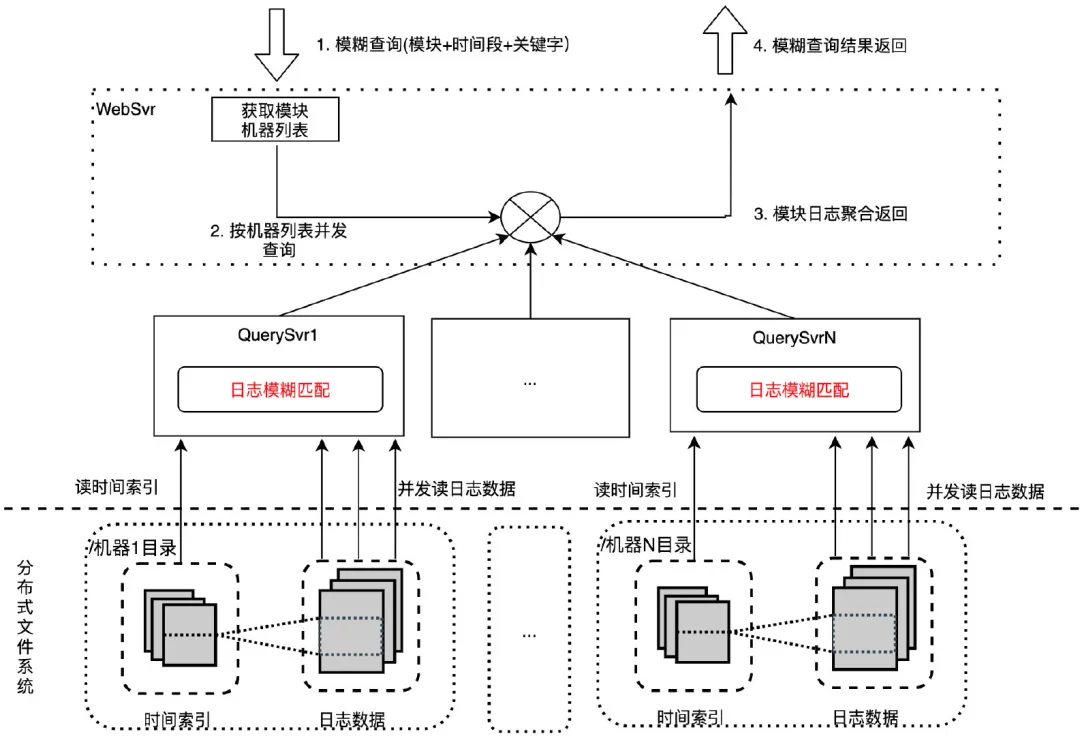 1. 模糊查询(模块+时间段+关键字)
4. 模糊查询结果返回
WebSvr
获取模块
机器列表
2. 按机器列表并发
查询
3. 模块日志聚合返回
QuerySvr1
日志模糊匹配
...
QuerySvrN
日志模糊匹配
读时间索引
并发读日志数据
读时间索引
并发读日志数据
分布式文件系统
/机器1目录
时间索引
日志数据
...
/机器N目录
时间索引
日志数据